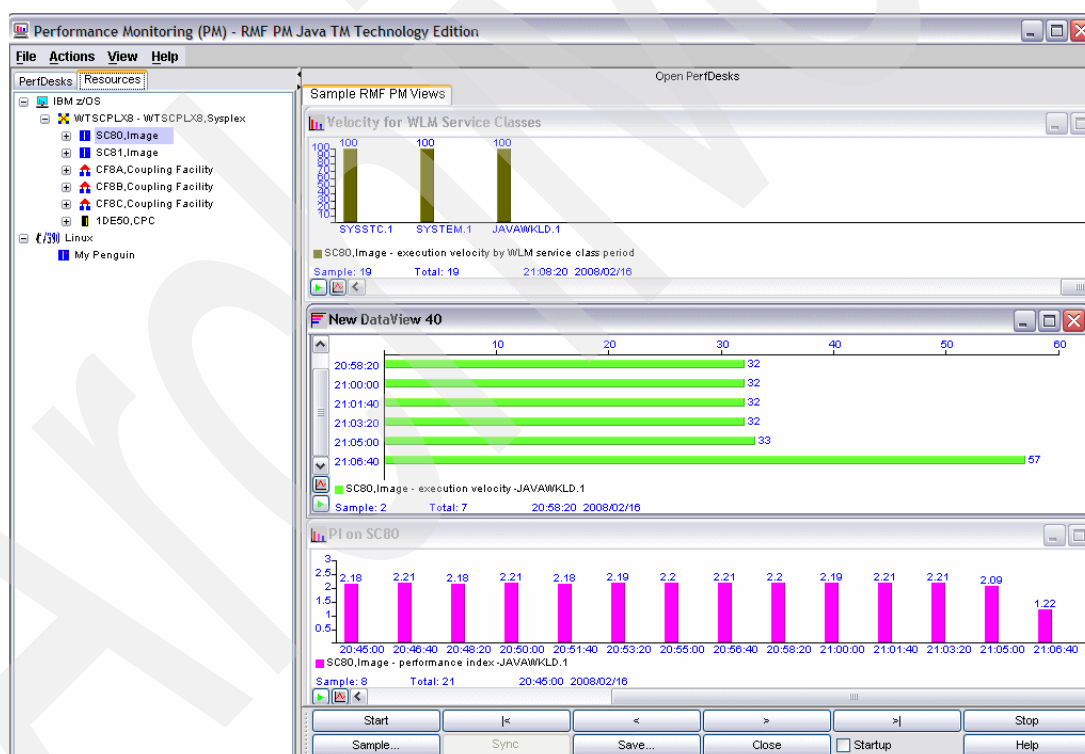 Performance Monitoring (PM) - RMF PM Java TM Technology Edition
File Actions View Help
PerfDesks Resources
IBM z/OS
WTSCPLX8 - WTSCPLX8,Sysplex
SC80,Image
SC81,Image
CF8A,Coupling Facility
CF8B,Coupling Facility
CF8C,Coupling Facility
1DE50,CPC
Linux
My Penguin
Open PerfDesks
Sample RMF PM Views
Velocity for WLM Service Classes
100 100 100
100
90
80
70
60
50
40
30
20
10
SYSSTC.1 SYSTEM.1 JAVAWKLD.1
SC80,Image - execution velocity by WLM service class period
Sample: 19 Total: 19 21:08:20 2008/02/16
New DataView 40
10 20 30 40 50 60
20:58:20 32
21:00:00 32
21:01:40 32
21:03:20 32
21:05:00 33
21:06:40 57
SC80,Image - execution velocity -JAVAWKLD.1
Sample: 2 Total: 7 20:58:20 2008/02/16
PI on SC80
3
2.5
2
1.5
1
0.5
2.18 2.21 2.18 2.21 2.18 2.19 2.2 2.21 2.2 2.19 2.21 2.21 2.09 1.22
20:45:00 20:46:40 20:48:20 20:50:00 20:51:40 20:53:20 20:55:00 20:56:40 20:58:20 21:00:00 21:01:40 21:03:20 21:05:00 21:06:40
SC80,Image - performance index -JAVAWKLD.1
Sample: 8 Total: 21 20:45:00 2008/02/16
Start |< < > >| Stop
Sample... Sync Save... Close Startup Help